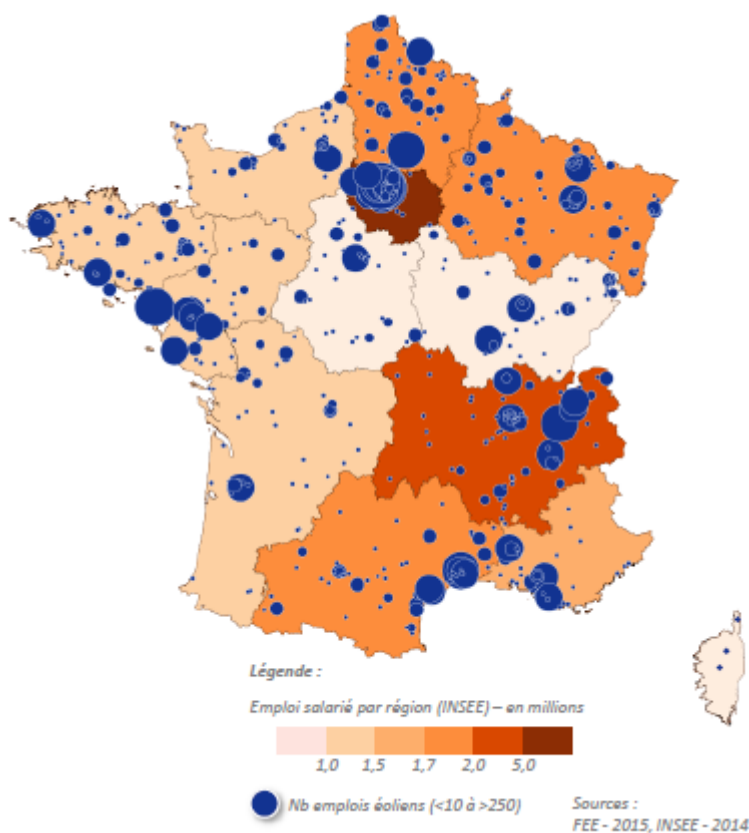 Légende :
Emploi salarié par région (INSEE) – en millions
1,0 1,5 1,7 2,0 5,0
Nb emplois éoliens (<10 à >250)
Sources :
FEE - 2015, INSEE - 2014